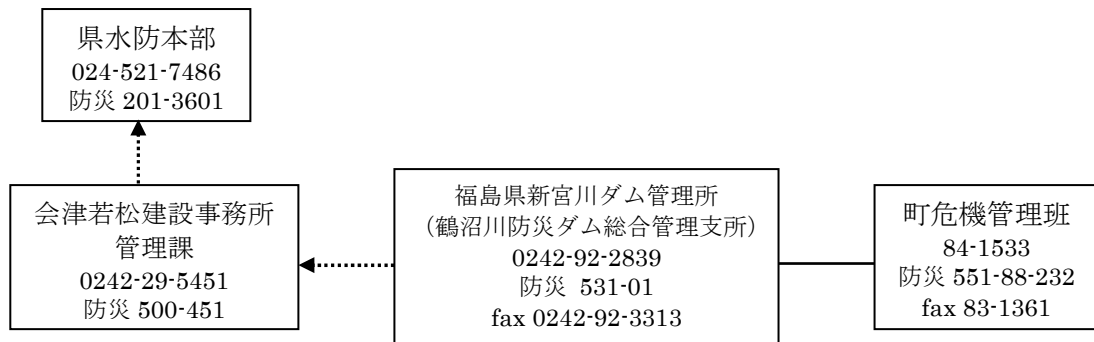 県水防本部
024-521-7486
防災 201-3601
会津若松建設事務所
管理課
0242-29-5451
防災 500-451
福島県新宮川ダム管理所
（鶴沼川防災ダム総合管理支所）
0242-92-2839
防災 531-01
fax 0242-92-3313
町危機管理班
84-1533
防災 551-88-232
fax 83-1361